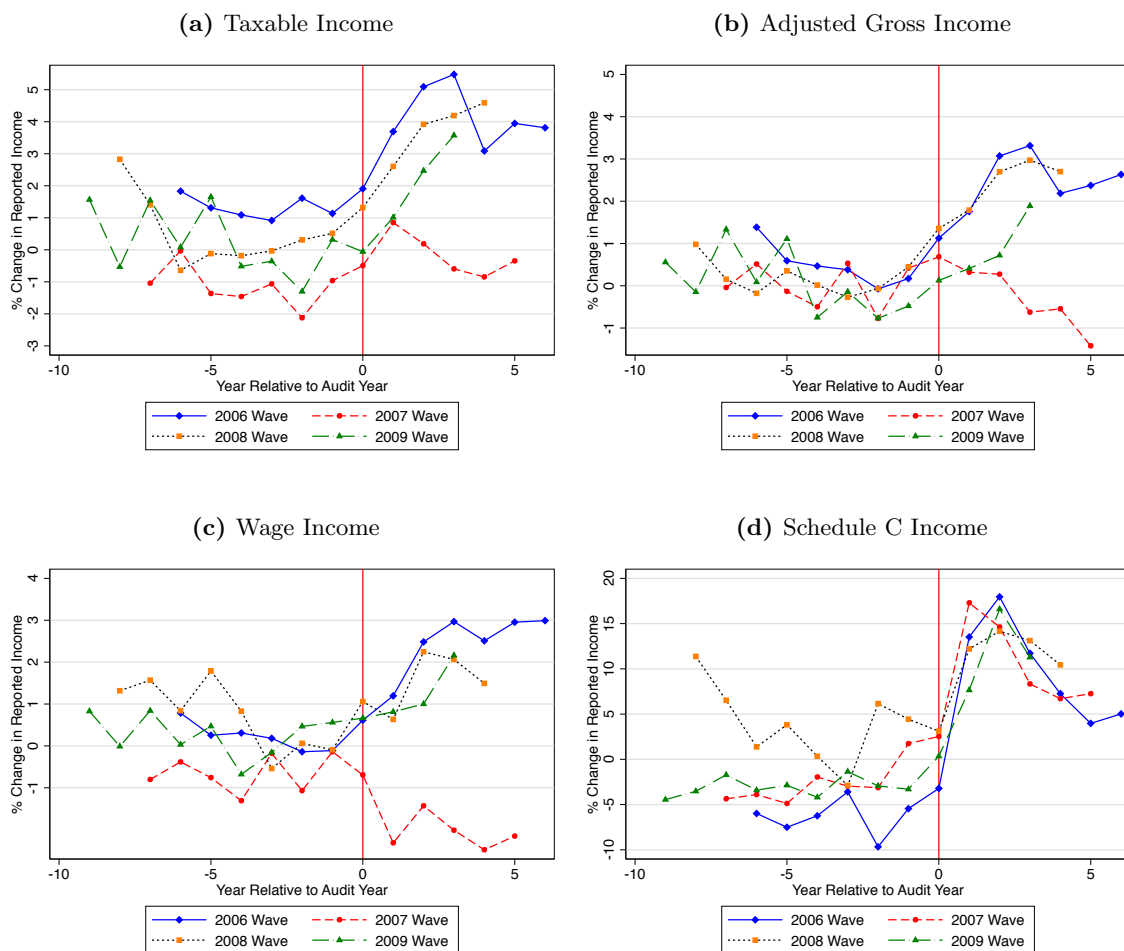 (a) Taxable Income
% Change in Reported Income
5
4
3
2
1
0
-1
-2
-3
-10
-5
0
5
Year Relative to Audit Year
2006 Wave
2007 Wave
2008 Wave
2009 Wave
(b) Adjusted Gross Income
% Change in Reported Income
5
4
3
2
1
0
-1
-10
-5
0
5
Year Relative to Audit Year
2006 Wave
2007 Wave
2008 Wave
2009 Wave
(c) Wage Income
% Change in Reported Income
4
3
2
1
0
-1
-10
-5
0
5
Year Relative to Audit Year
2006 Wave
2007 Wave
2008 Wave
2009 Wave
(d) Schedule C Income
% Change in Reported Income
20
15
10
5
0
-5
-10
-10
-5
0
5
Year Relative to Audit Year
2006 Wave
2007 Wave
2008 Wave
2009 Wave